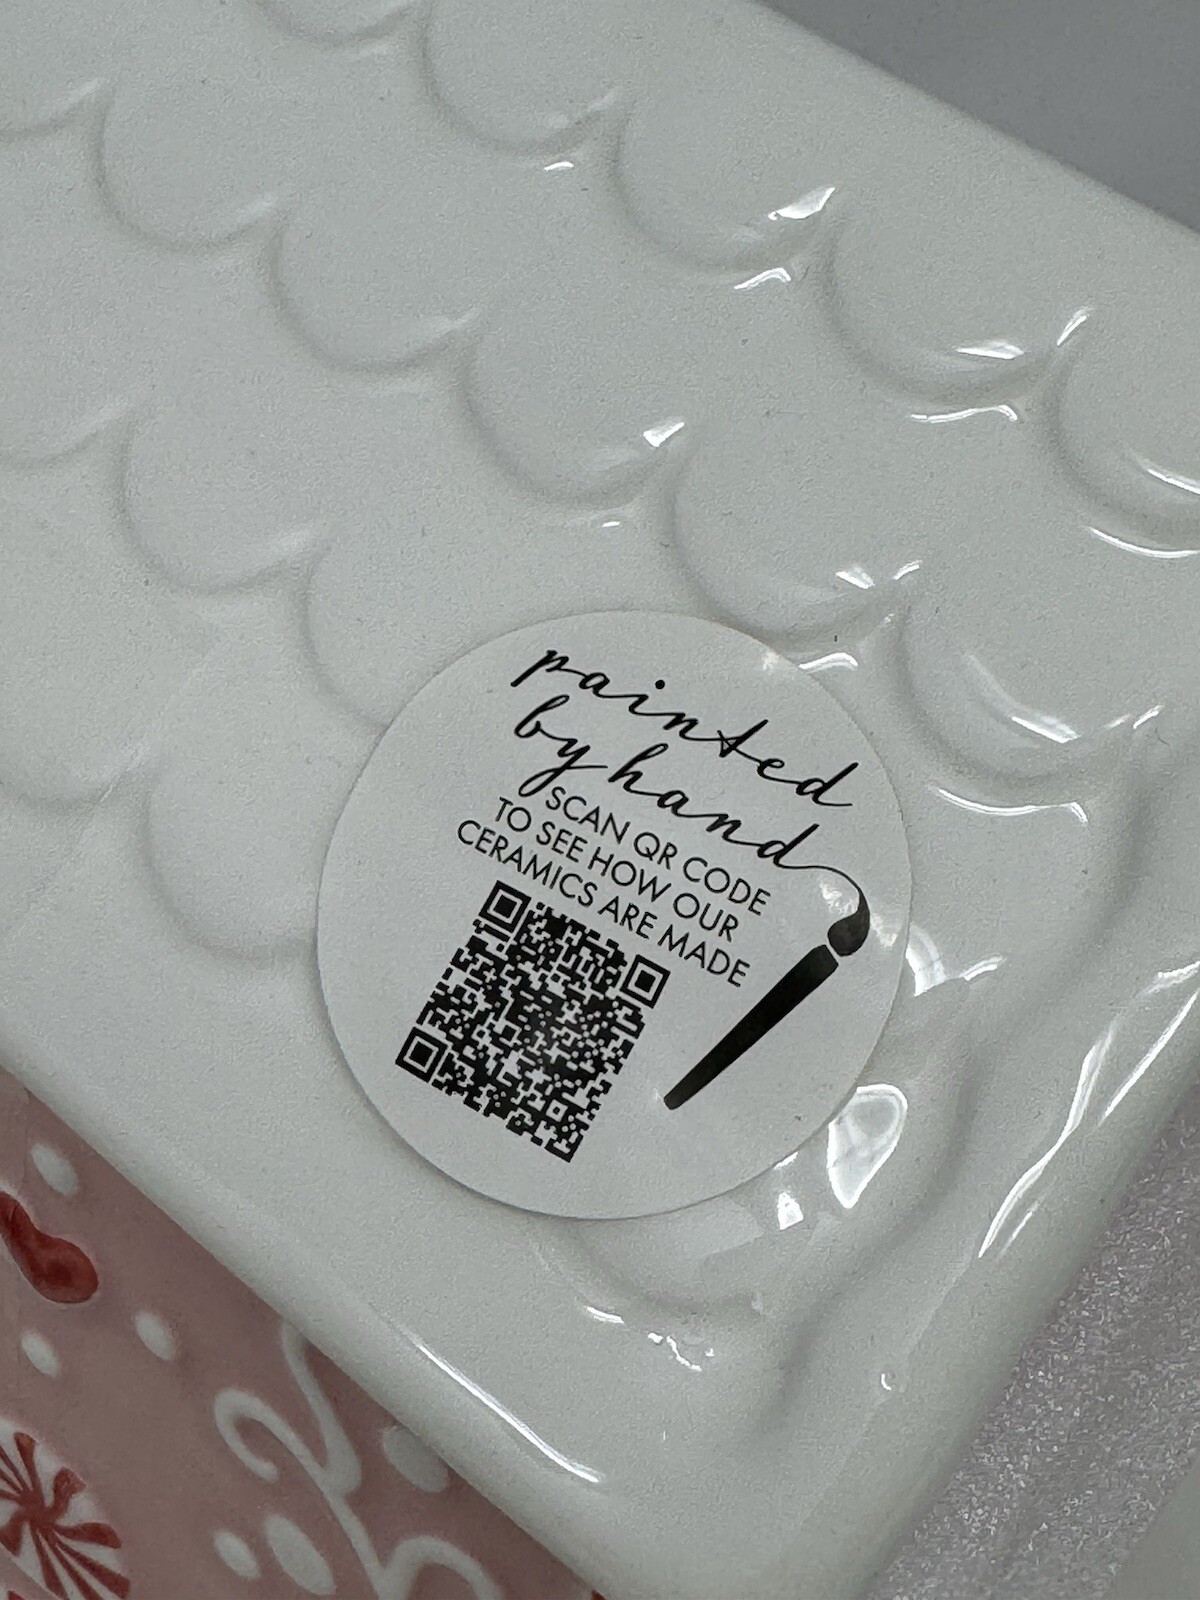 painted
by hand
SCAN QR CODE
TO SEE HOW OUR
CERAMICS ARE MADE